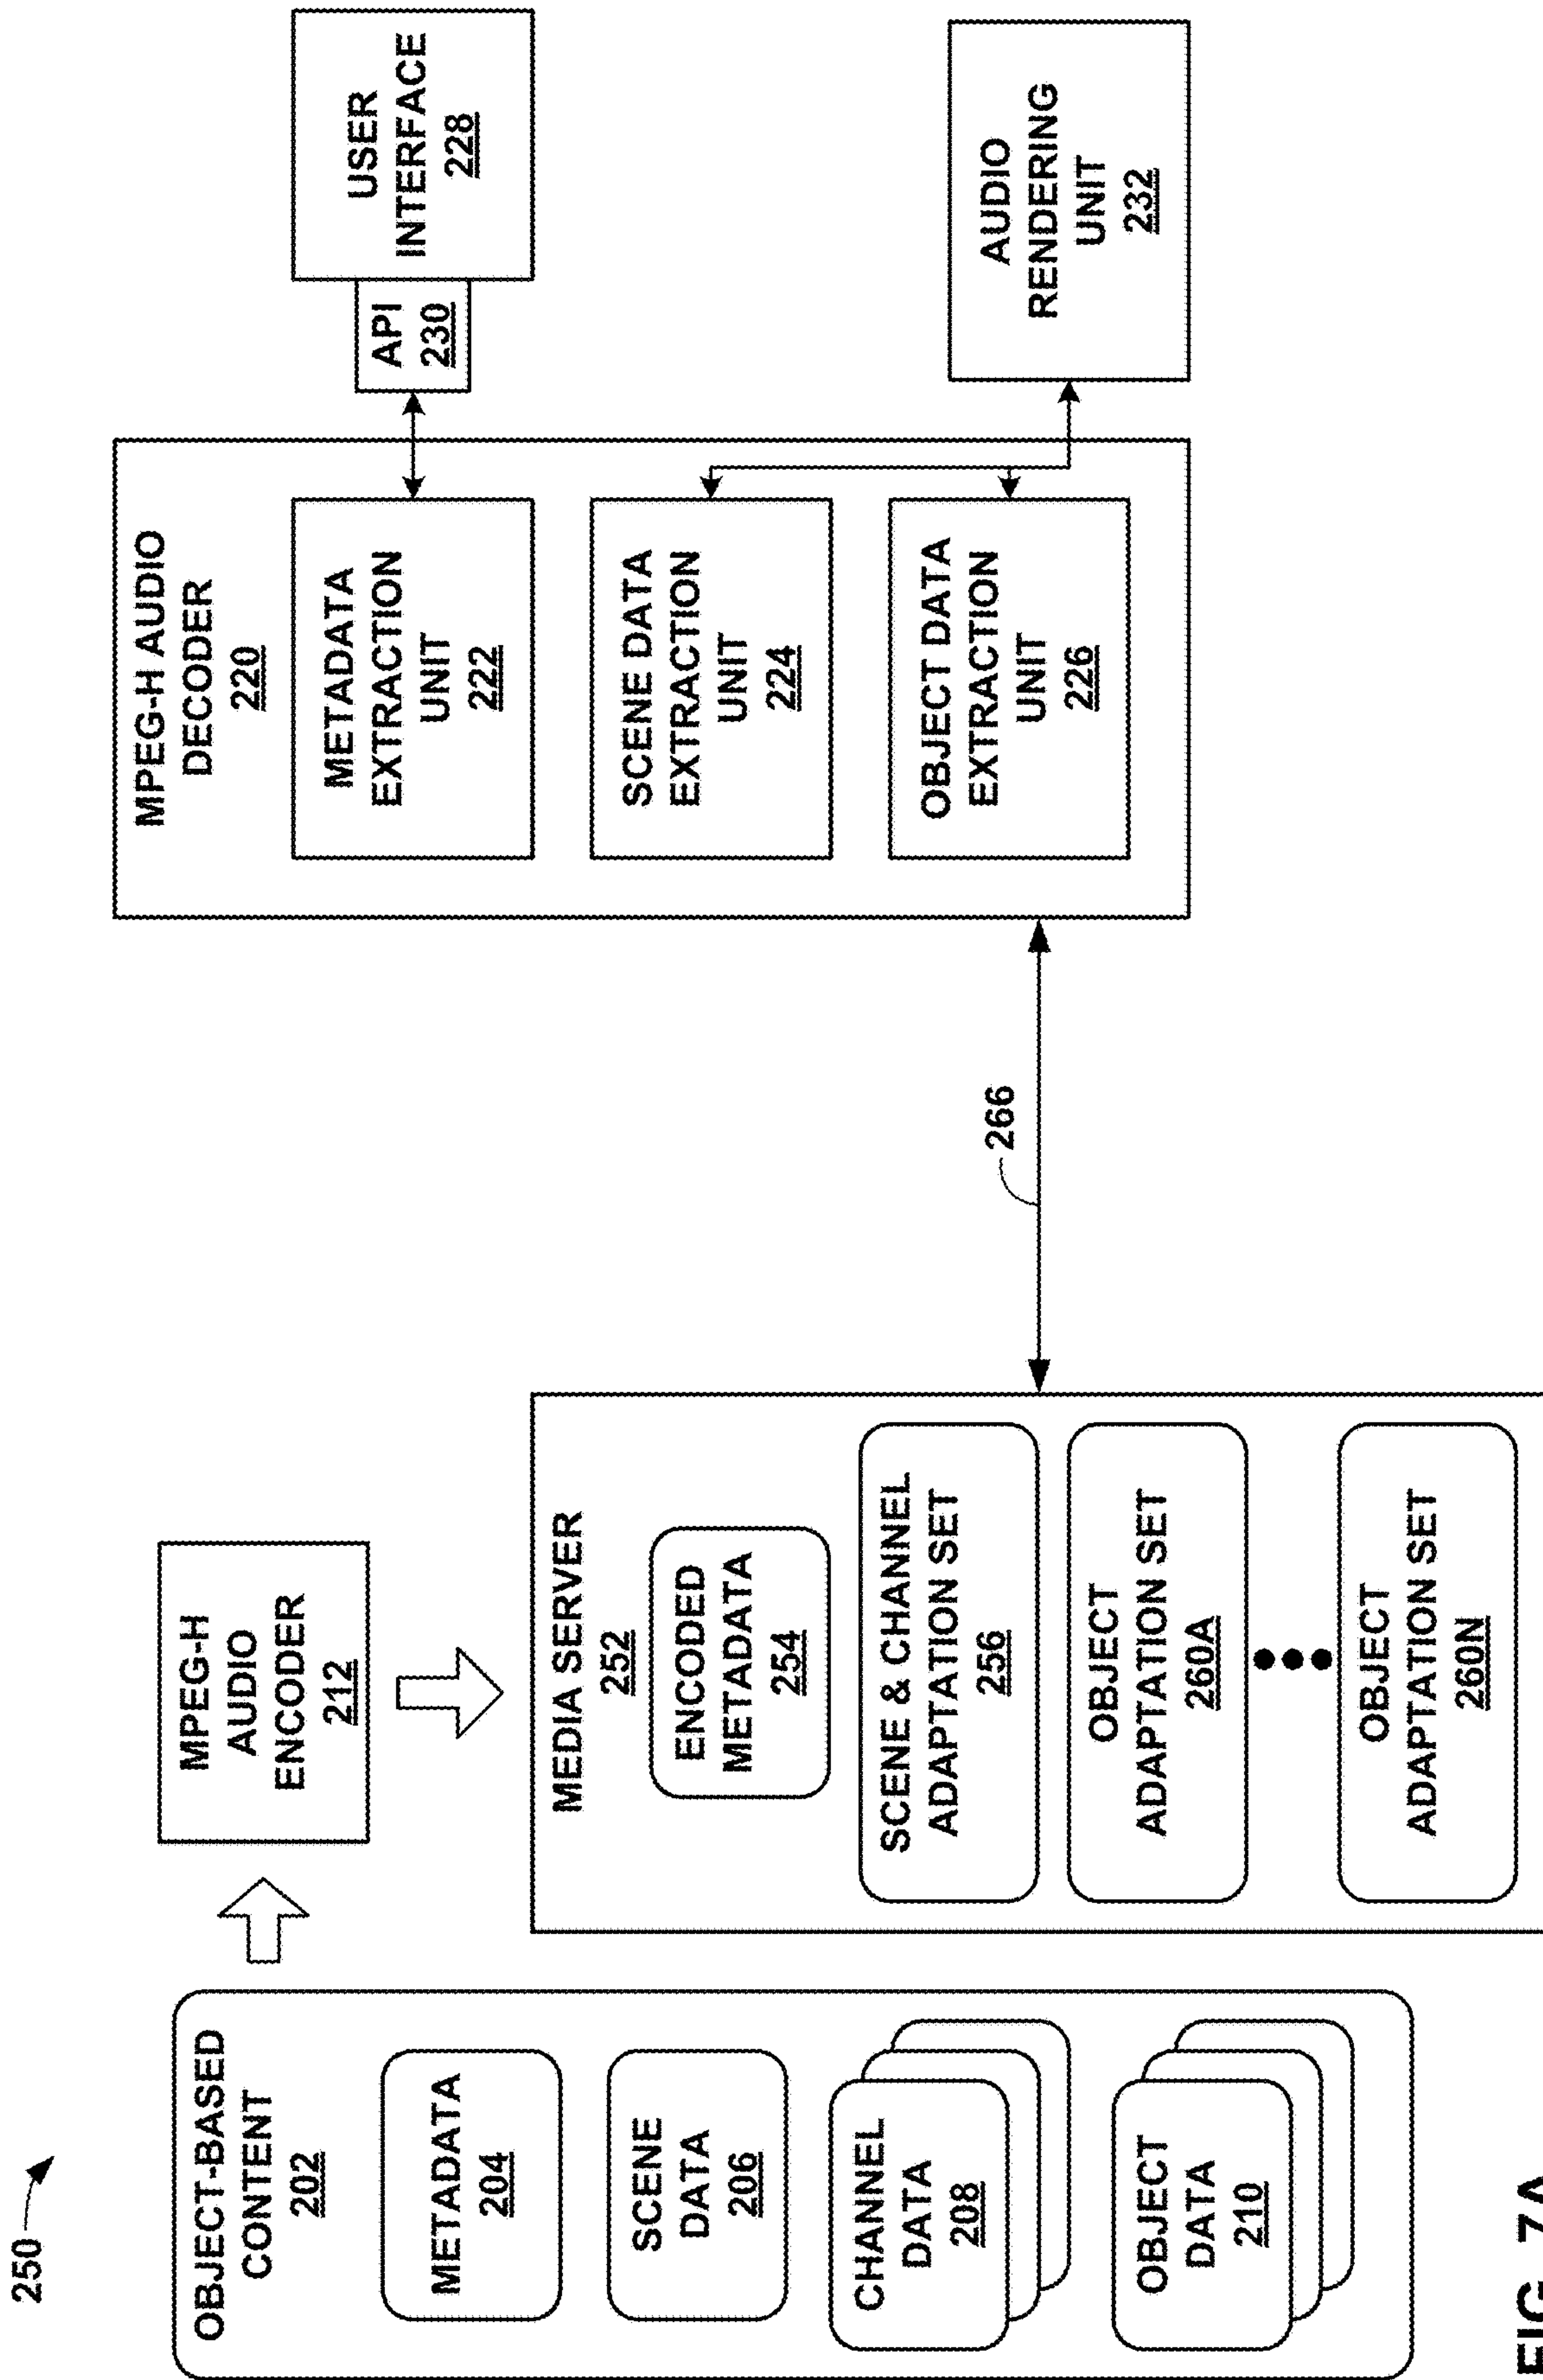 250
OBJECT-BASED
CONTENT
202
METADATA
204
SCENE
DATA
206
CHANNEL
DATA
208
OBJECT
DATA
210
MPEG-H
AUDIO
ENCODER
212
MEDIA SERVER
252
ENCODED
METADATA
254
SCENE & CHANNEL
ADAPTATION SET
256
OBJECT
ADAPTATION SET
260A
OBJECT
ADAPTATION SET
260N
266
MPEG-H AUDIO
DECODER
220
METADATA
EXTRACTION
UNIT
222
SCENE DATA
EXTRACTION
UNIT
224
OBJECT DATA
EXTRACTION
UNIT
226
API
230
USER
INTERFACE
228
AUDIO
RENDERING
UNIT
232
FIG. 7A